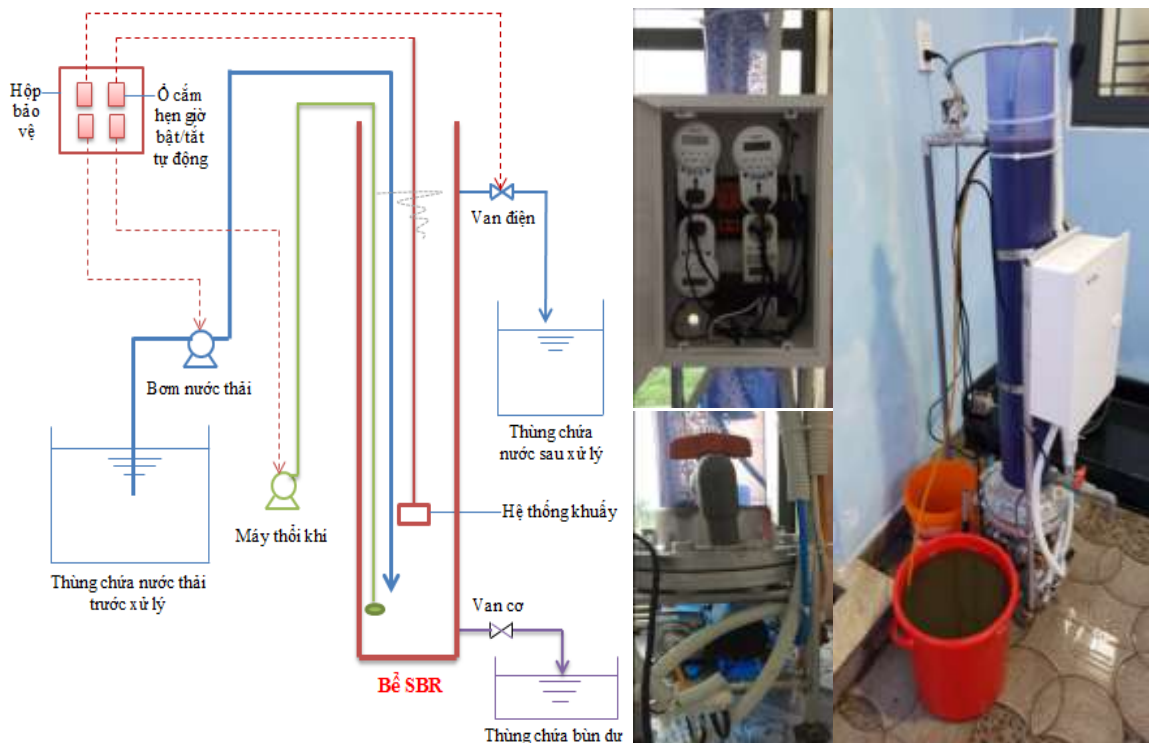 Hộp
bảo
vệ
Ổ cắm
hẹn giờ
bật/tắt
tự động
Van điện
Bơm nước thải
Thùng chứa
nước sau xử lý
Máy thổi khí
Hệ thống khuấy
Thùng chứa nước thải
trước xử lý
Van cơ
Bể SBR
Thùng chứa bùn dư